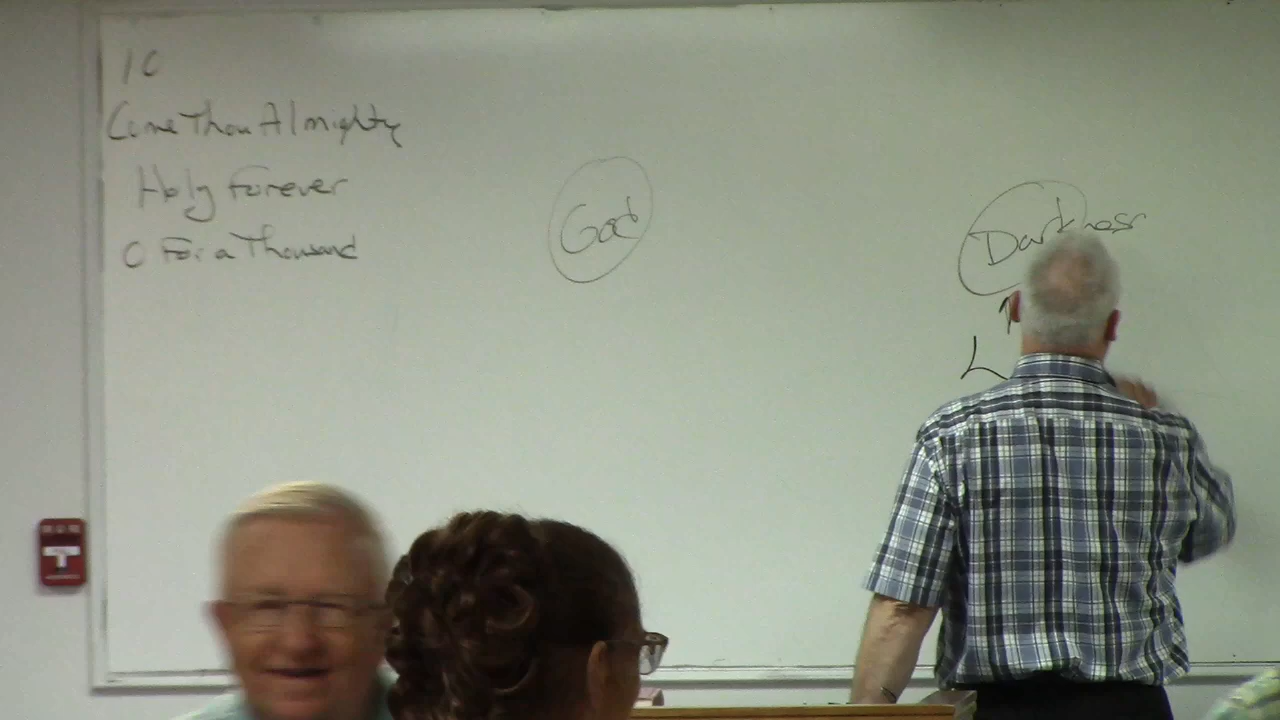 10
Come Thou Almighty
Holy Forever
O For a Thousand
God
Darkness
L